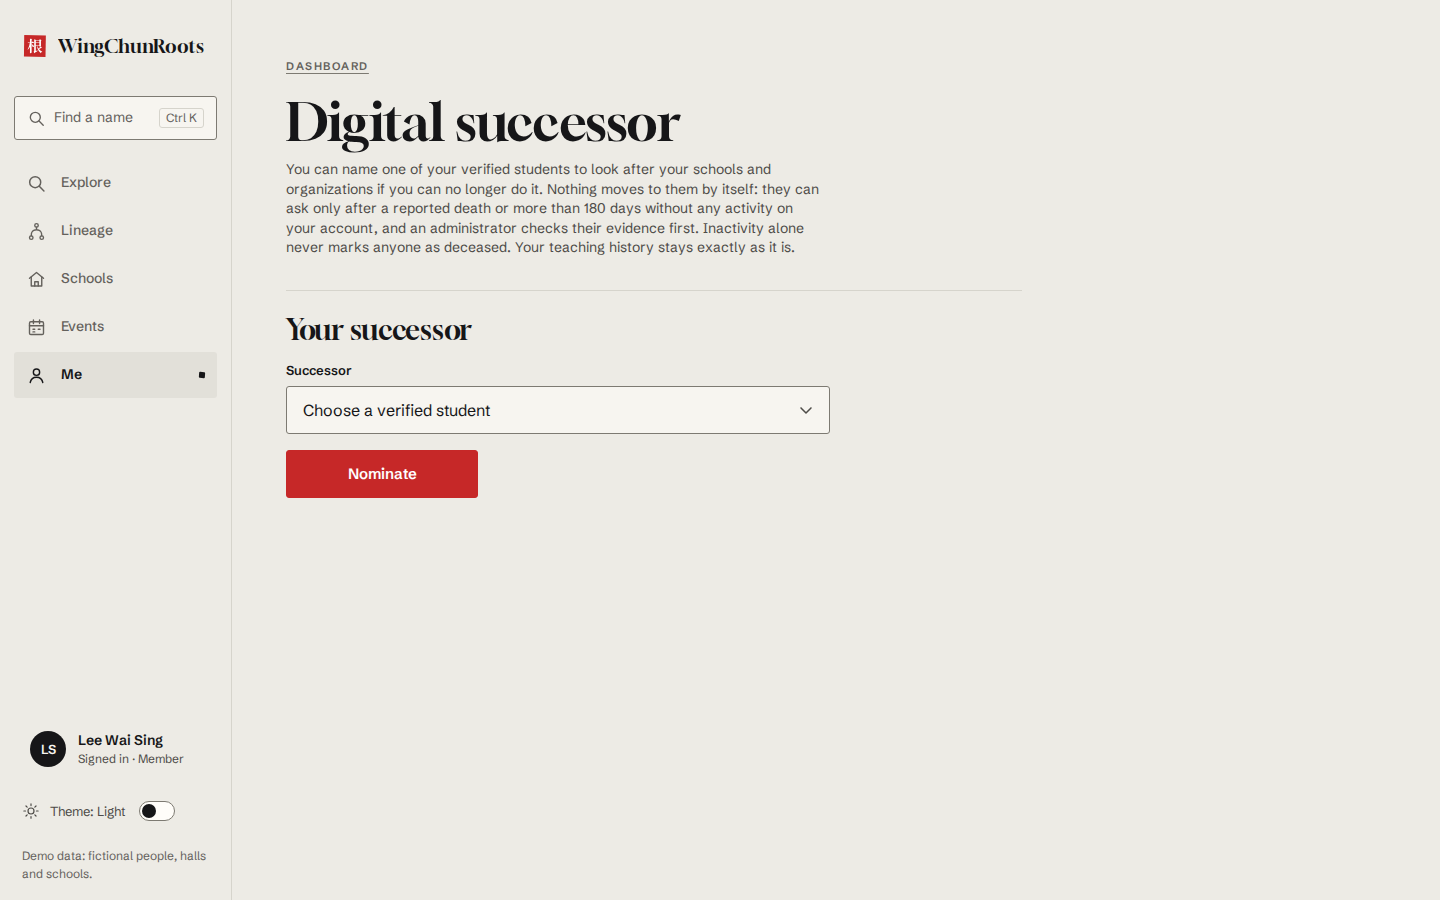 根 WingChunRoots
Find a name Ctrl K
Explore
Lineage
Schools
Events
Me
LS
Lee Wai Sing
Signed in · Member
Theme: Light
Demo data: fictional people, halls
and schools.
DASHBOARD
Digital successor
You can name one of your verified students to look after your schools and
organizations if you can no longer do it. Nothing moves to them by itself: they can
ask only after a reported death or more than 180 days without any activity on
your account, and an administrator checks their evidence first. Inactivity alone
never marks anyone as deceased. Your teaching history stays exactly as it is.
Your successor
Successor
Choose a verified student
Nominate